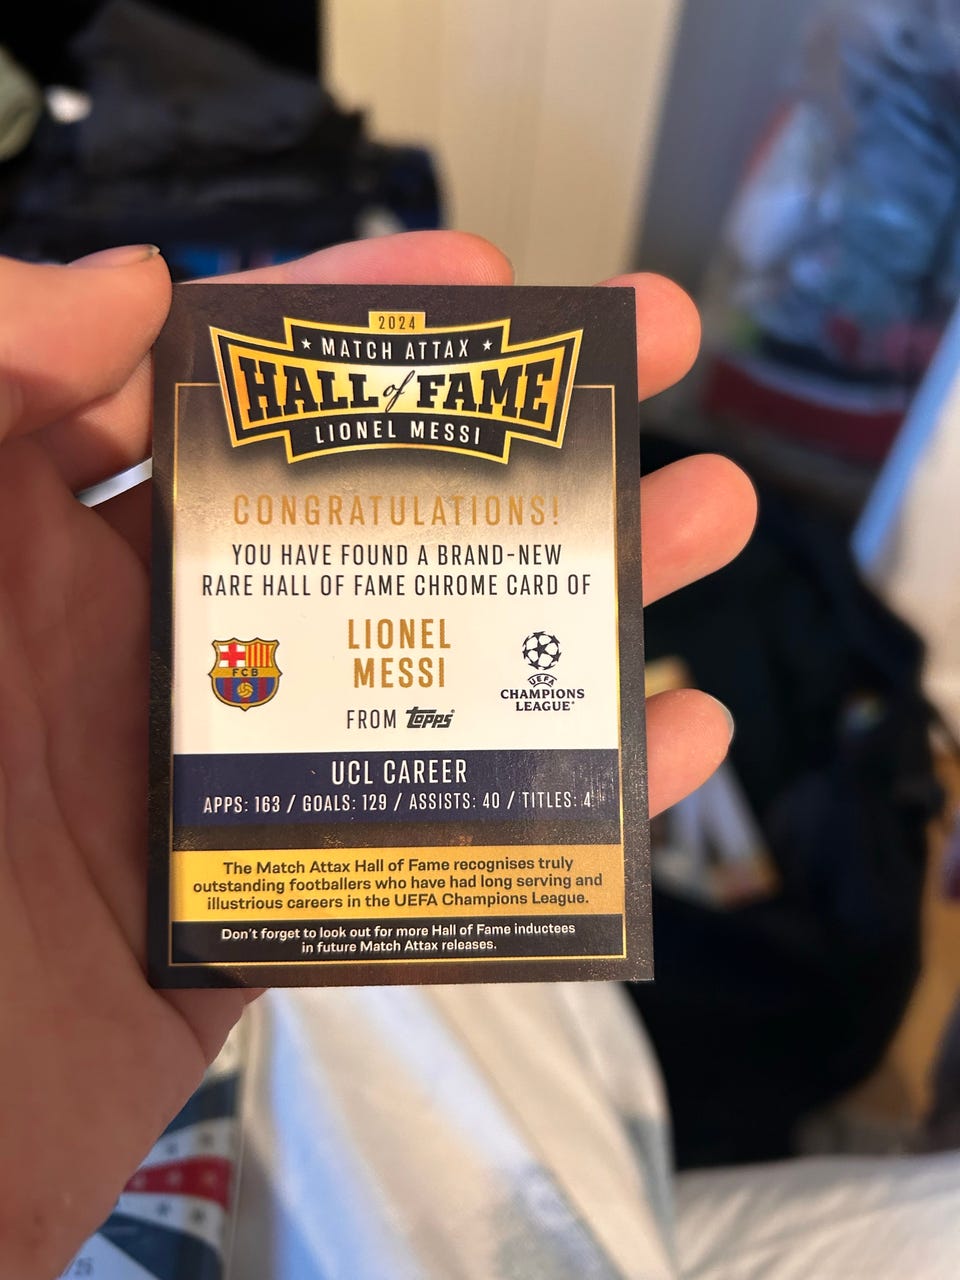 2024
MATCH ATTAX
HALL of FAME
LIONEL MESSI
CONGRATULATIONS!
YOU HAVE FOUND A BRAND-NEW
RARE HALL OF FAME CHROME CARD OF
LIONEL
MESSI
FCB
UEFA
CHAMPIONS
LEAGUE®
FROM Topps®
UCL CAREER
APPS: 163 / GOALS: 129 / ASSISTS: 40 / TITLES: 4
The Match Attax Hall of Fame recognises truly
outstanding footballers who have had long serving and
illustrious careers in the UEFA Champions League.
Don't forget to look out for more Hall of Fame inductees
in future Match Attax releases.